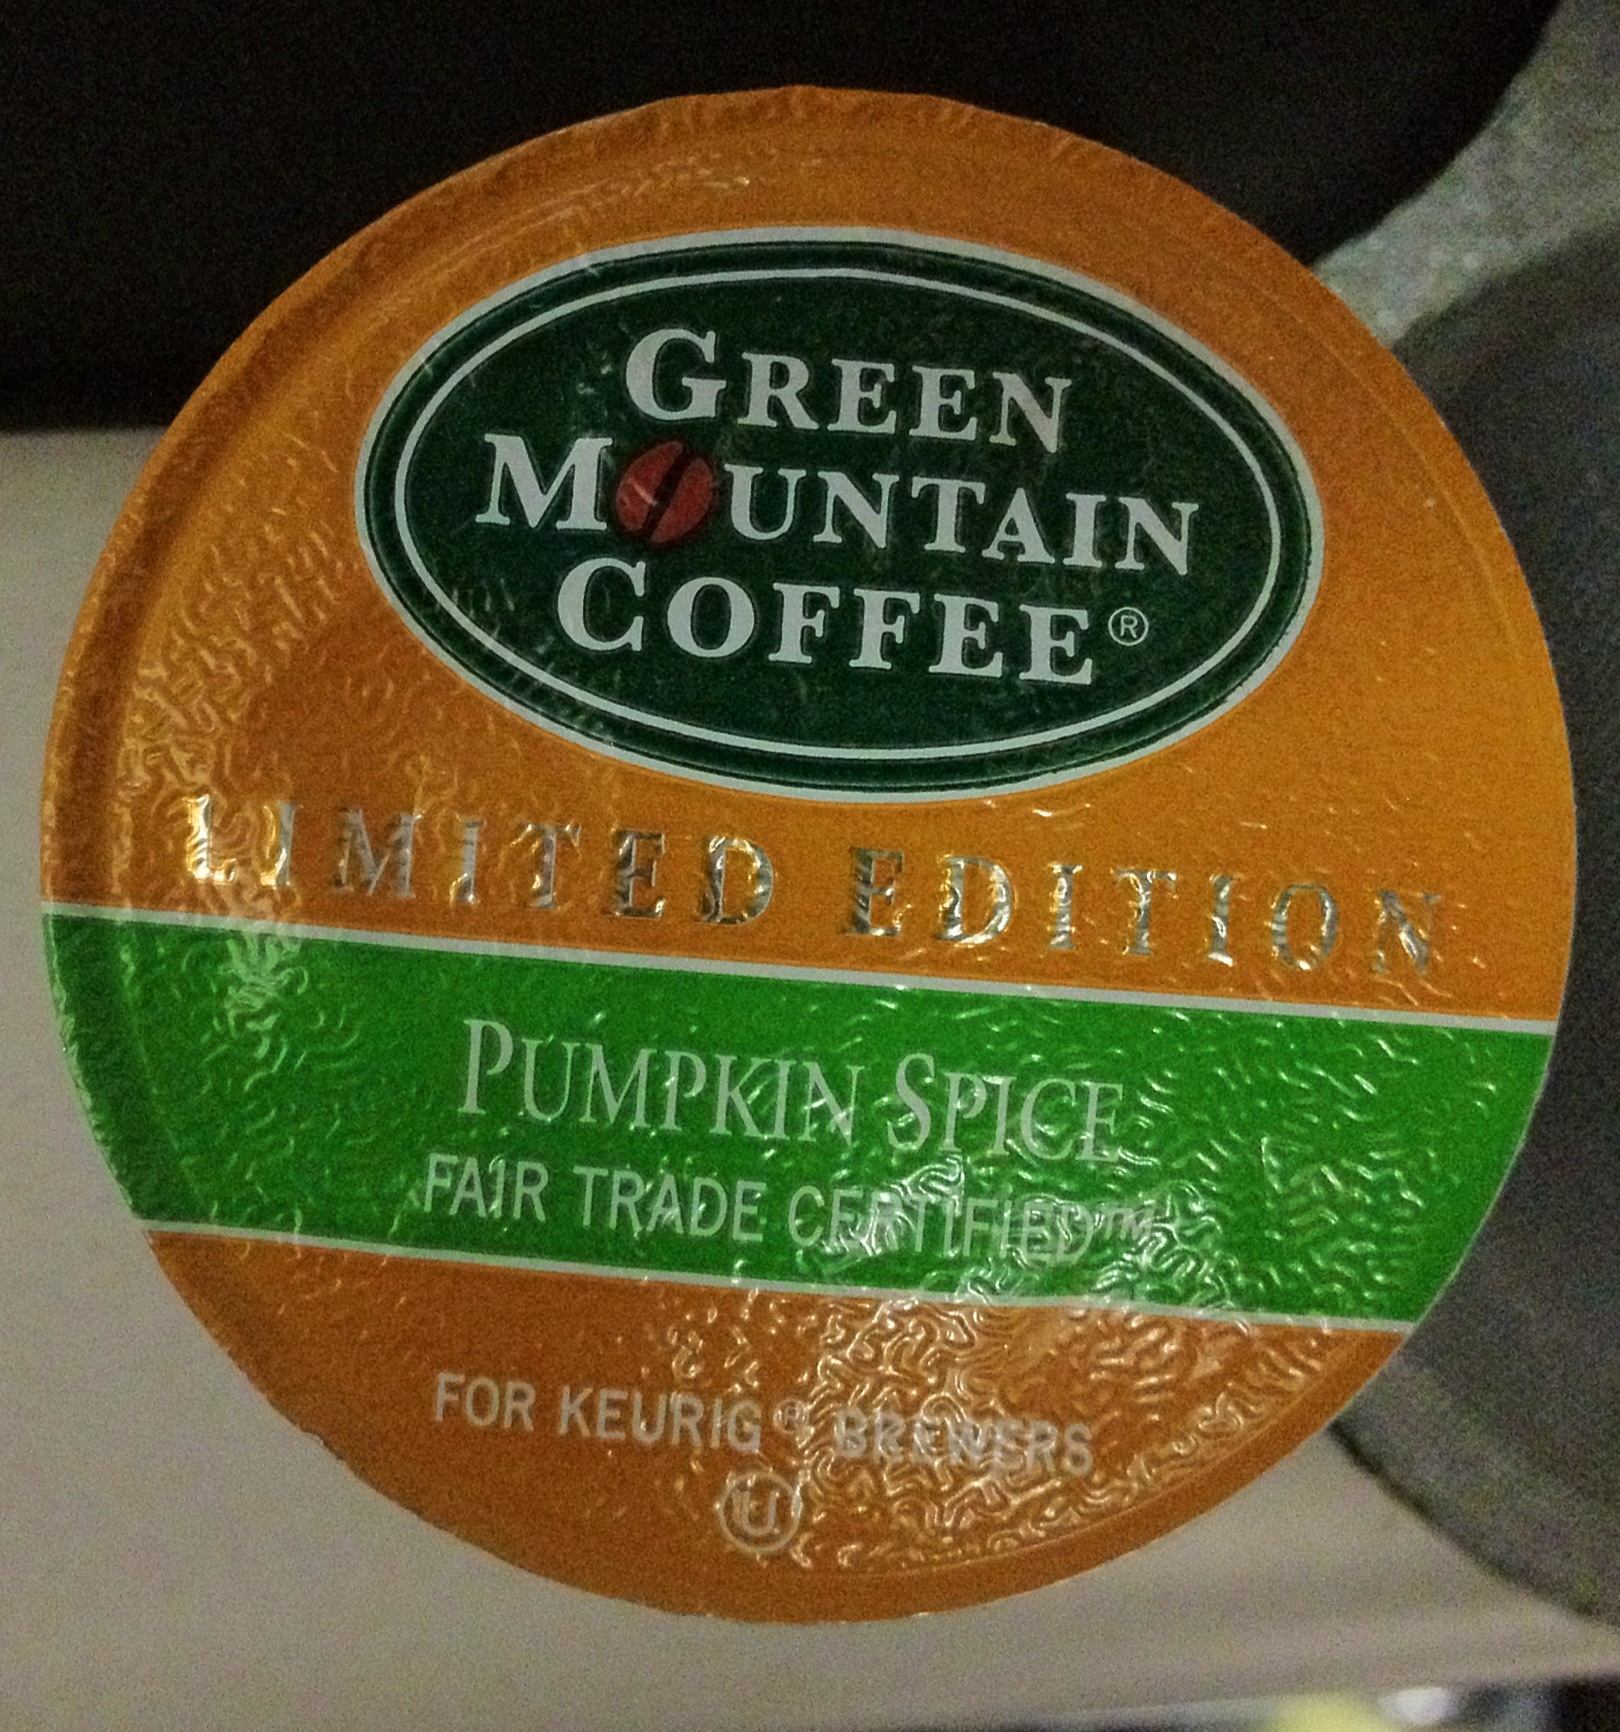 GREEN
MOUNTAIN
COFFEE®
LIMITED EDITION
PUMPKIN SPICE
FAIR TRADE CERTIFIED™
FOR KEURIG® BREWERS
U